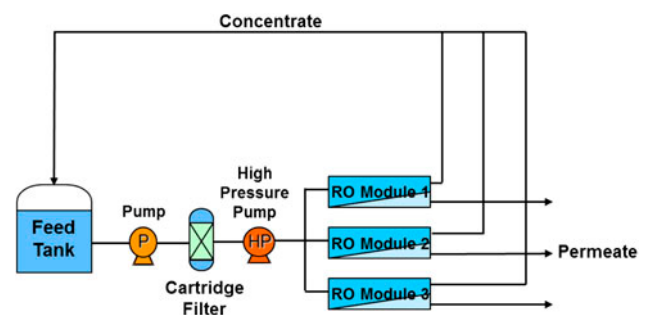 Concentrate
High
Pressure
Pump
Pump
Feed
Tank
P
HP
Cartridge
Filter
RO Module 1
RO Module 2
RO Module 3
Permeate